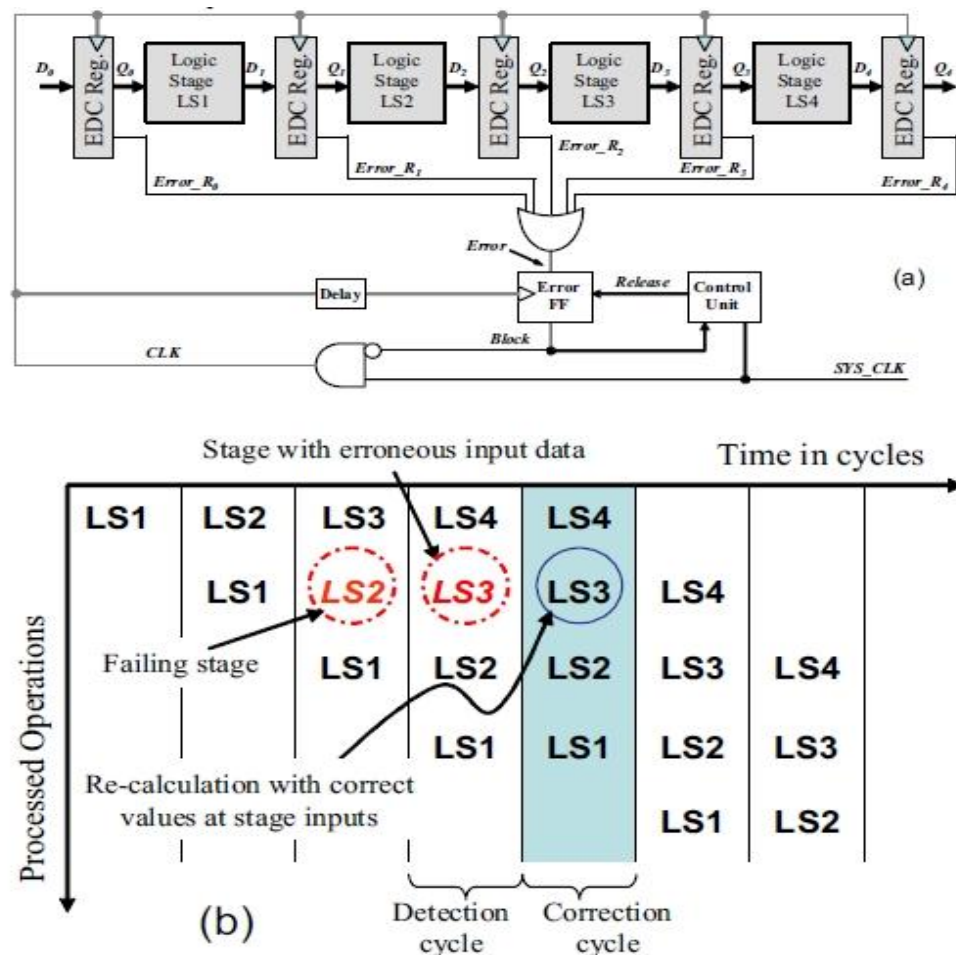 D₀ EDC Reg. Q₀ Logic Stage LS1 D₁ EDC Reg. Q₁ Logic Stage LS2 D₂ EDC Reg. Q₂ Logic Stage LS3 D₃ EDC Reg. Q₃ Logic Stage LS4 D₄ EDC Reg. Q₄
Error_R₀ Error_R₁ Error_R₂ Error_R₃ Error_R₄
Error
Delay
Error FF
Release
Control Unit
(a)
CLK
Block
SYS_CLK
Stage with erroneous input data
Time in cycles
LS1 LS2 LS3 LS4 LS4
LS1 LS2 LS3 LS3 LS4
Failing stage
LS1 LS2 LS2 LS3 LS4
LS1 LS1 LS2 LS3
Re-calculation with correct
values at stage inputs
LS1 LS2
Processed Operations
(b)
Detection
cycle
Correction
cycle